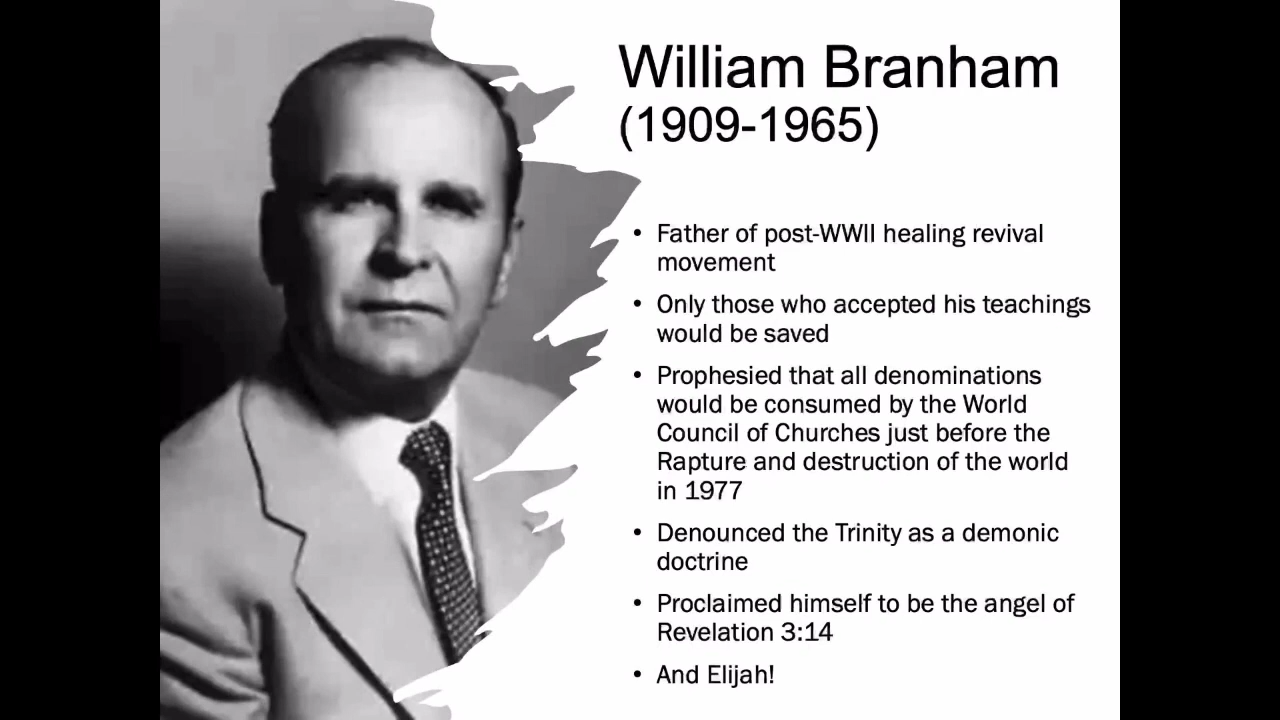 William Branham
(1909-1965)
• Father of post-WWII healing revival
movement
• Only those who accepted his teachings
would be saved
• Prophesied that all denominations
would be consumed by the World
Council of Churches just before the
Rapture and destruction of the world
in 1977
• Denounced the Trinity as a demonic
doctrine
• Proclaimed himself to be the angel of
Revelation 3:14
• And Elijah!